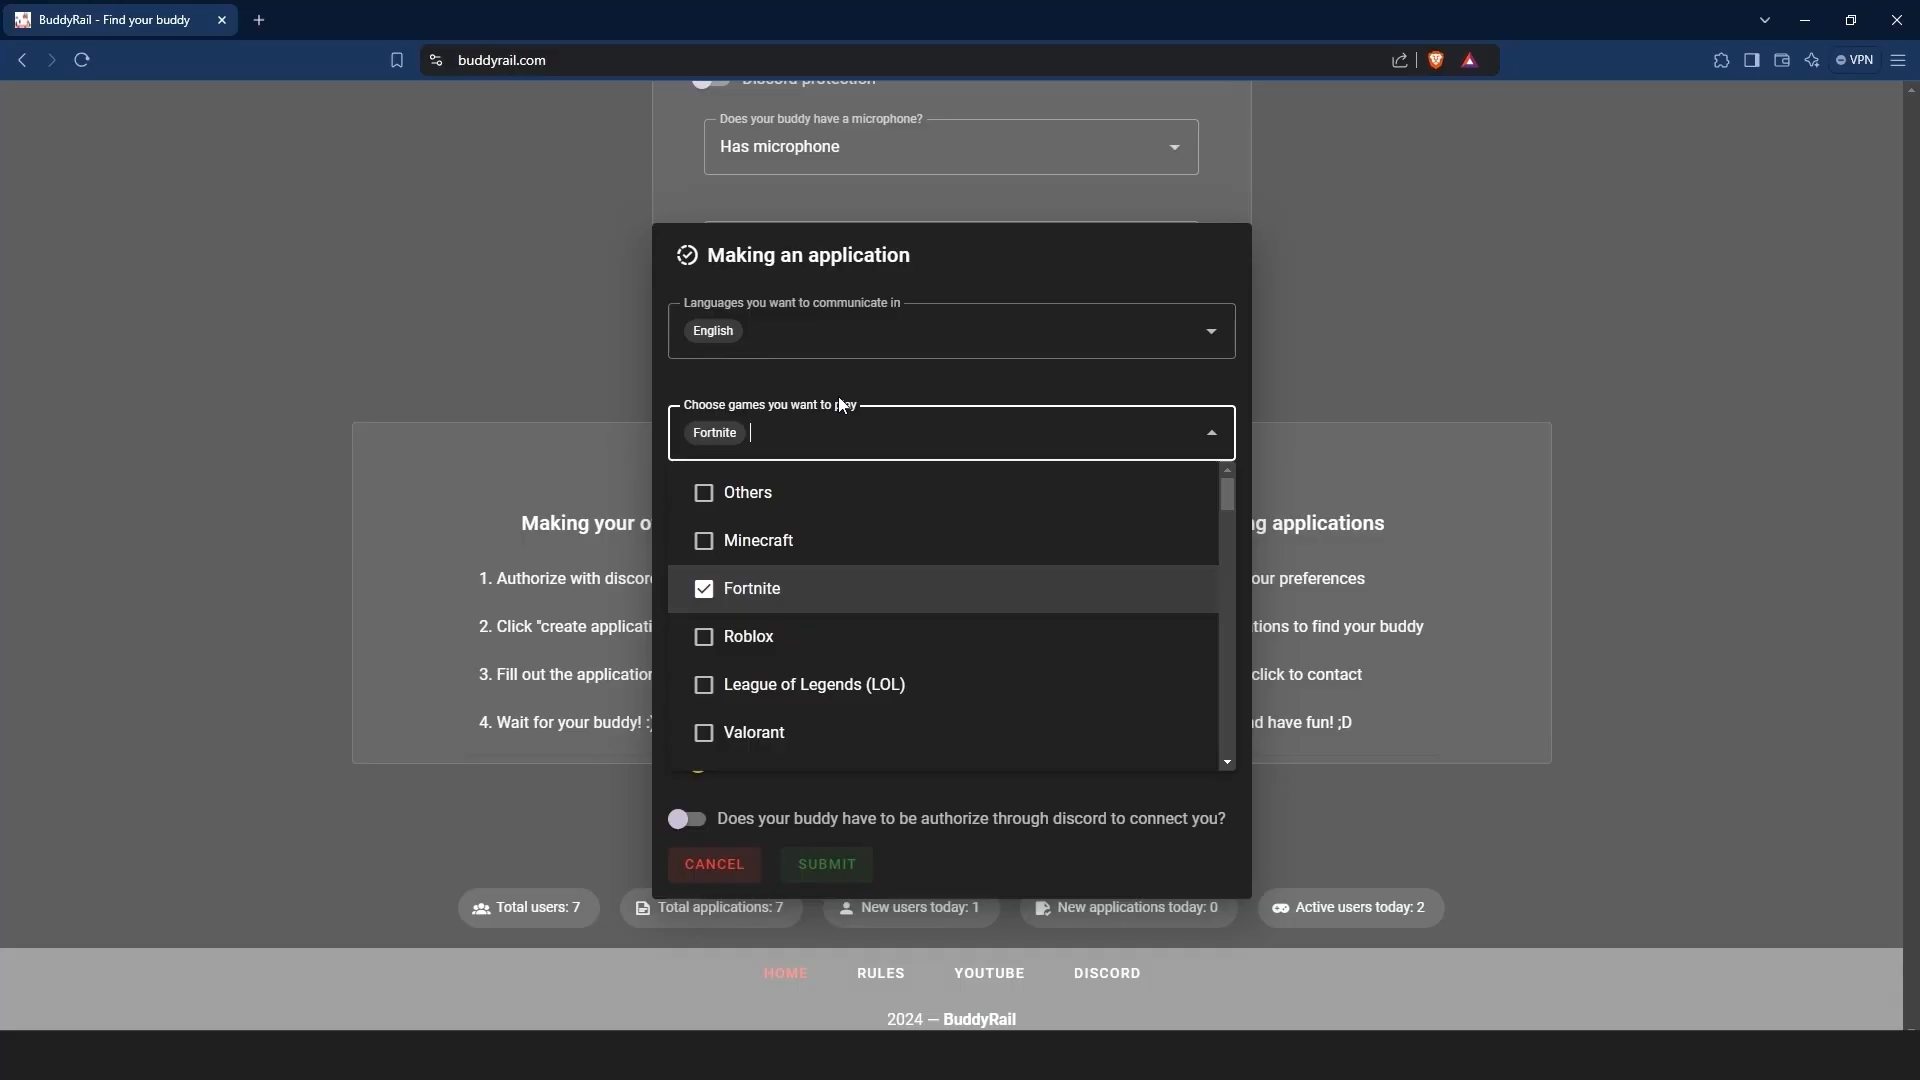 BuddyRail - Find your buddy
buddyrail.com
VPN
Discord protection
Does your buddy have a microphone?
Has microphone
Making an application
Languages you want to communicate in
English
Choose games you want to play
Fortnite
Others
Minecraft
Fortnite
Roblox
League of Legends (LOL)
Valorant
Making your o
1. Authorize with discor
2. Click "create applicati
3. Fill out the application
4. Wait for your buddy! :)
g applications
our preferences
tions to find your buddy
click to contact
d have fun! ;D
Does your buddy have to be authorize through discord to connect you?
CANCEL
SUBMIT
Total users: 7
Total applications: 7
New users today: 1
New applications today: 0
Active users today: 2
HOME
RULES
YOUTUBE
DISCORD
2024 — BuddyRail